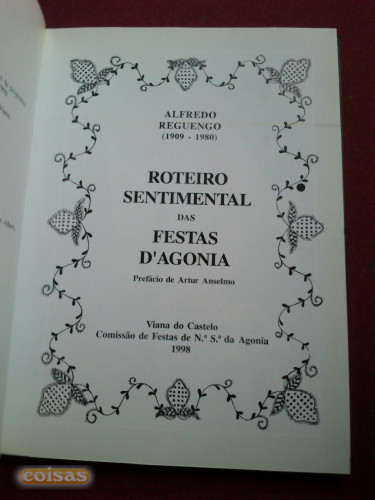 ALFREDO
REGUENGO
(1909 - 1980)
ROTEIRO
SENTIMENTAL
DAS
FESTAS
D'AGONIA
Prefácio de Artur Anselmo
Viana do Castelo
Comissão de Festas de N.ª S.ª da Agonia
1998
coisas